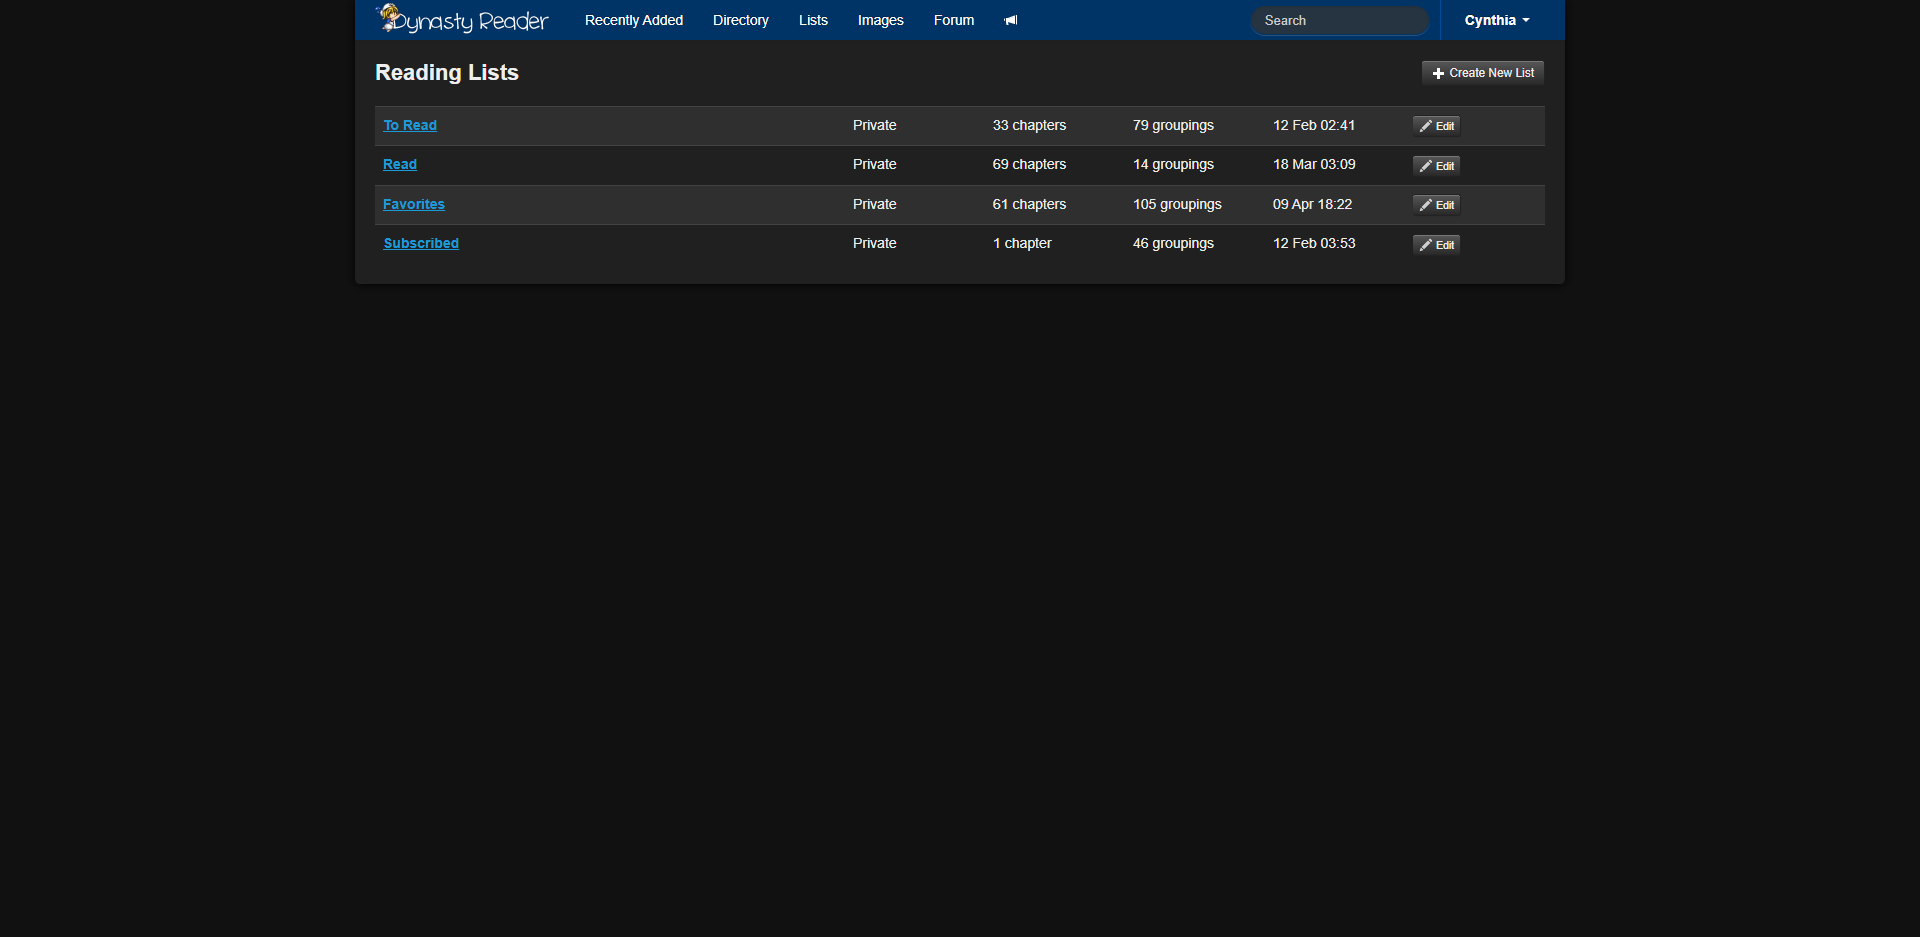 Dynasty Reader Recently Added Directory Lists Images Forum Search Cynthia
Reading Lists Create New List
To Read Private 33 chapters 79 groupings 12 Feb 02:41 Edit
Read Private 69 chapters 14 groupings 18 Mar 03:09 Edit
Favorites Private 61 chapters 105 groupings 09 Apr 18:22 Edit
Subscribed Private 1 chapter 46 groupings 12 Feb 03:53 Edit